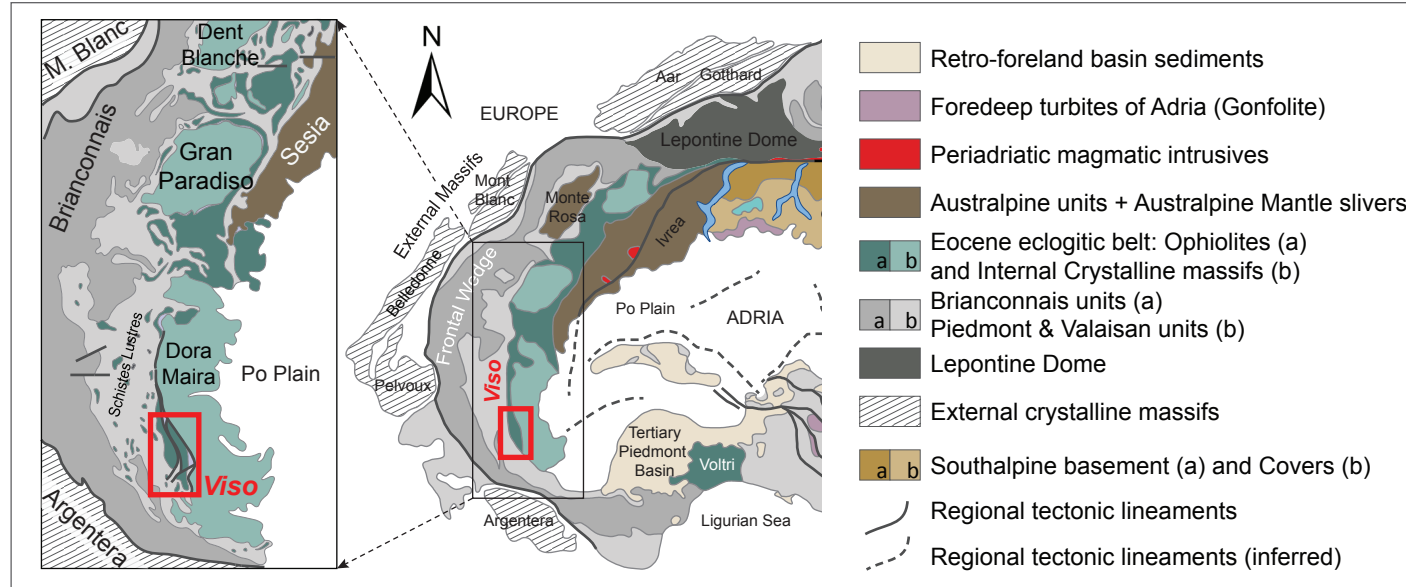 M. Blanc
Dent
Blanche
Brianconnais
Gran
Paradiso
Sesia
Schistes Lustres
Dora
Maira
Po Plain
Viso
Argentera
N
EUROPE
Aar
Gotthard
Lepontine Dome
External Massifs
Mont
Blanc
Monte
Rosa
Ivrea
Belledonne
Frontal Wedge
Po Plain
ADRIA
Pelvoux
Viso
Tertiary
Piedmont
Basin
Voltri
Argentera
Ligurian Sea
Retro-foreland basin sediments
Foredeep turbites of Adria (Gonfolite)
Periadriatic magmatic intrusives
Australpine units + Australpine Mantle slivers
a b Eocene eclogitic belt: Ophiolites (a)
and Internal Crystalline massifs (b)
a b Brianconnais units (a)
Piedmont & Valaisan units (b)
Lepontine Dome
External crystalline massifs
a b Southalpine basement (a) and Covers (b)
Regional tectonic lineaments
Regional tectonic lineaments (inferred)